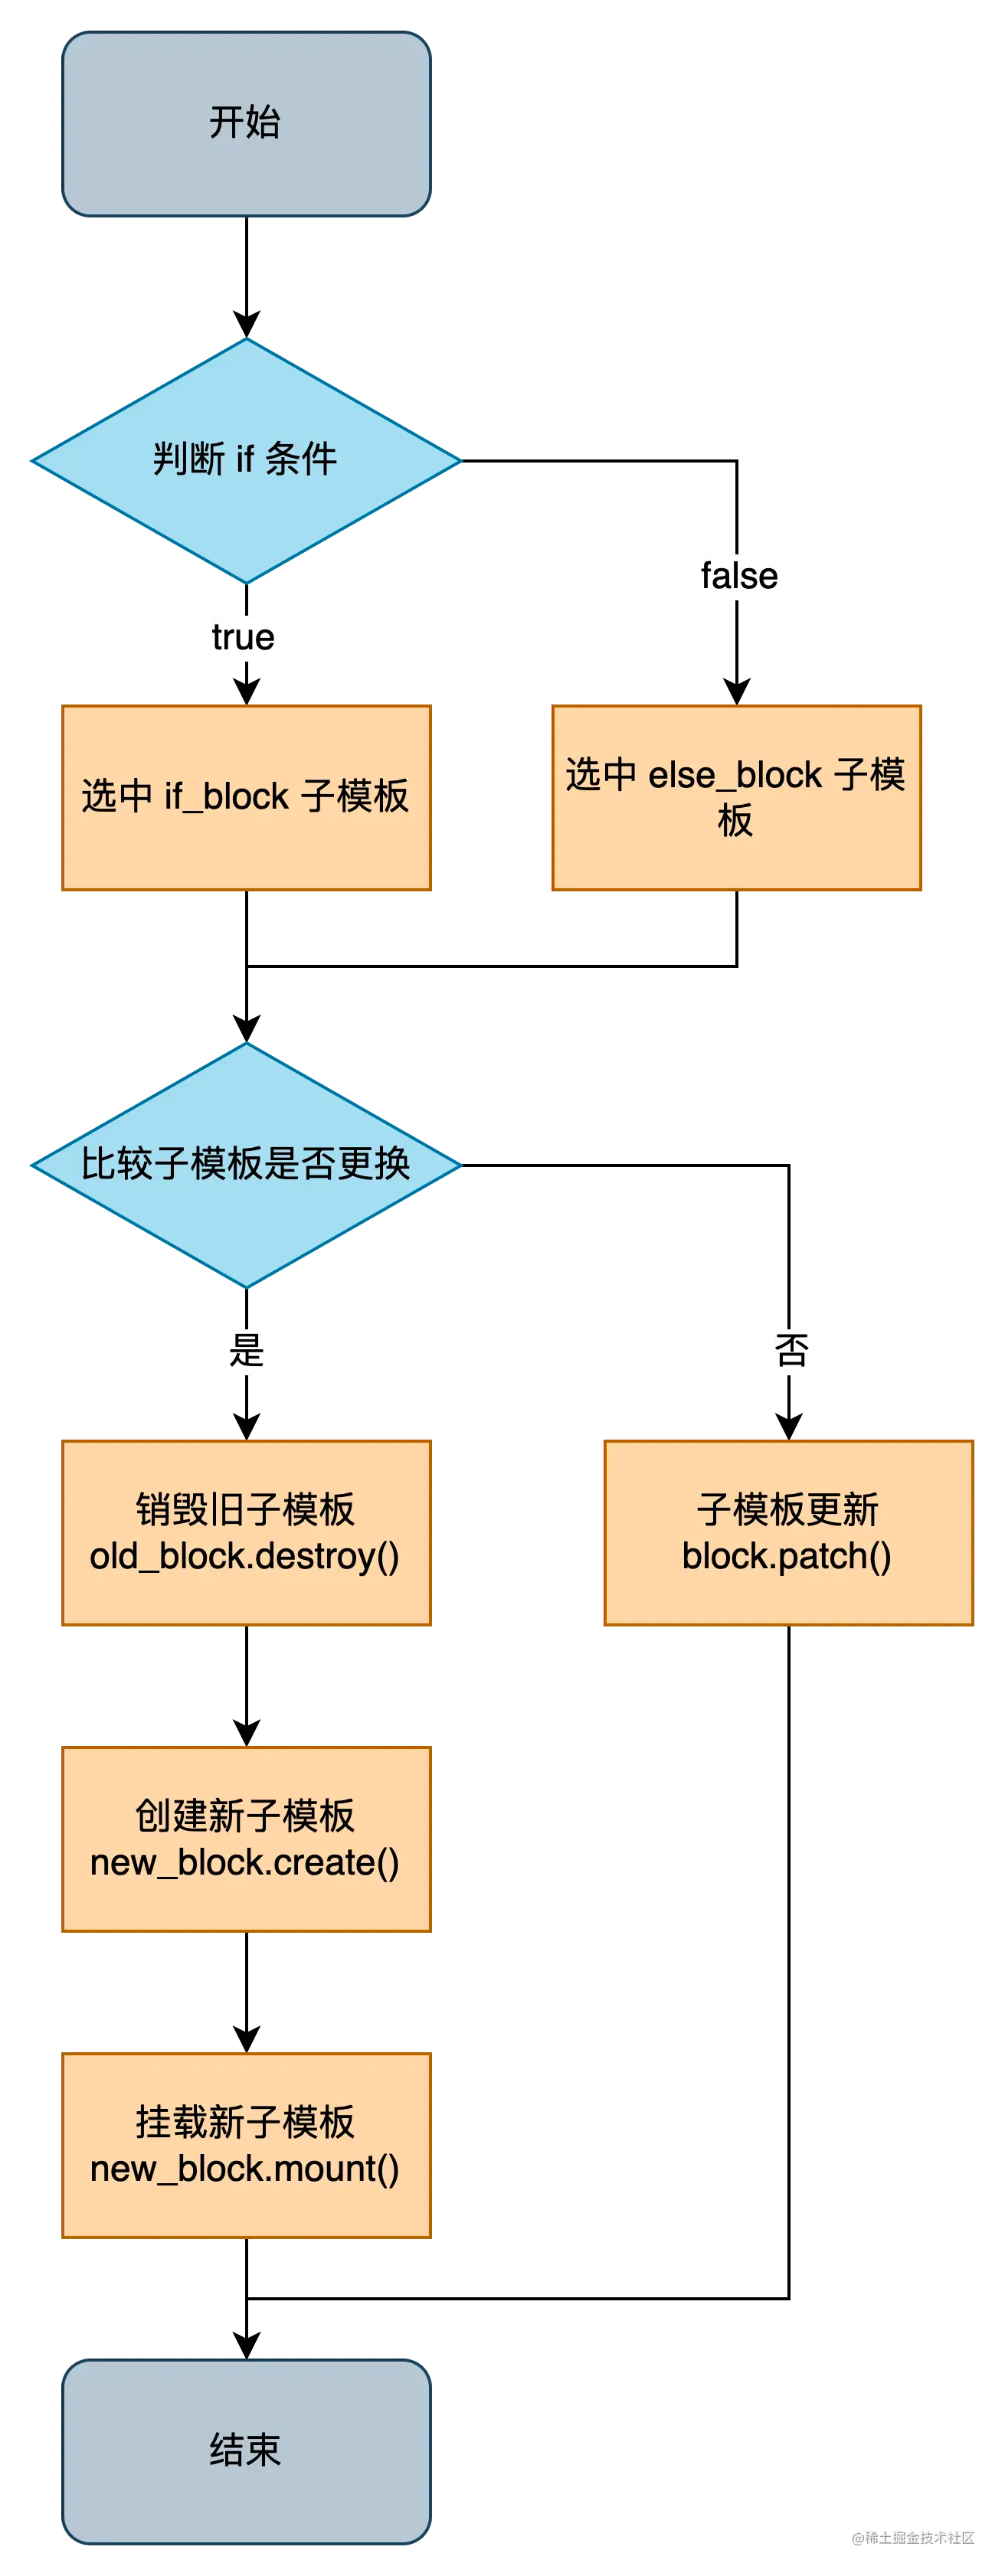 开始
判断 if 条件
false
true
选中 if_block 子模板
选中 else_block 子模
板
比较子模板是否更换
是
否
销毁旧子模板
old_block.destroy()
子模板更新
block.patch()
创建新子模板
new_block.create()
挂载新子模板
new_block.mount()
结束
@稀土掘金技术社区